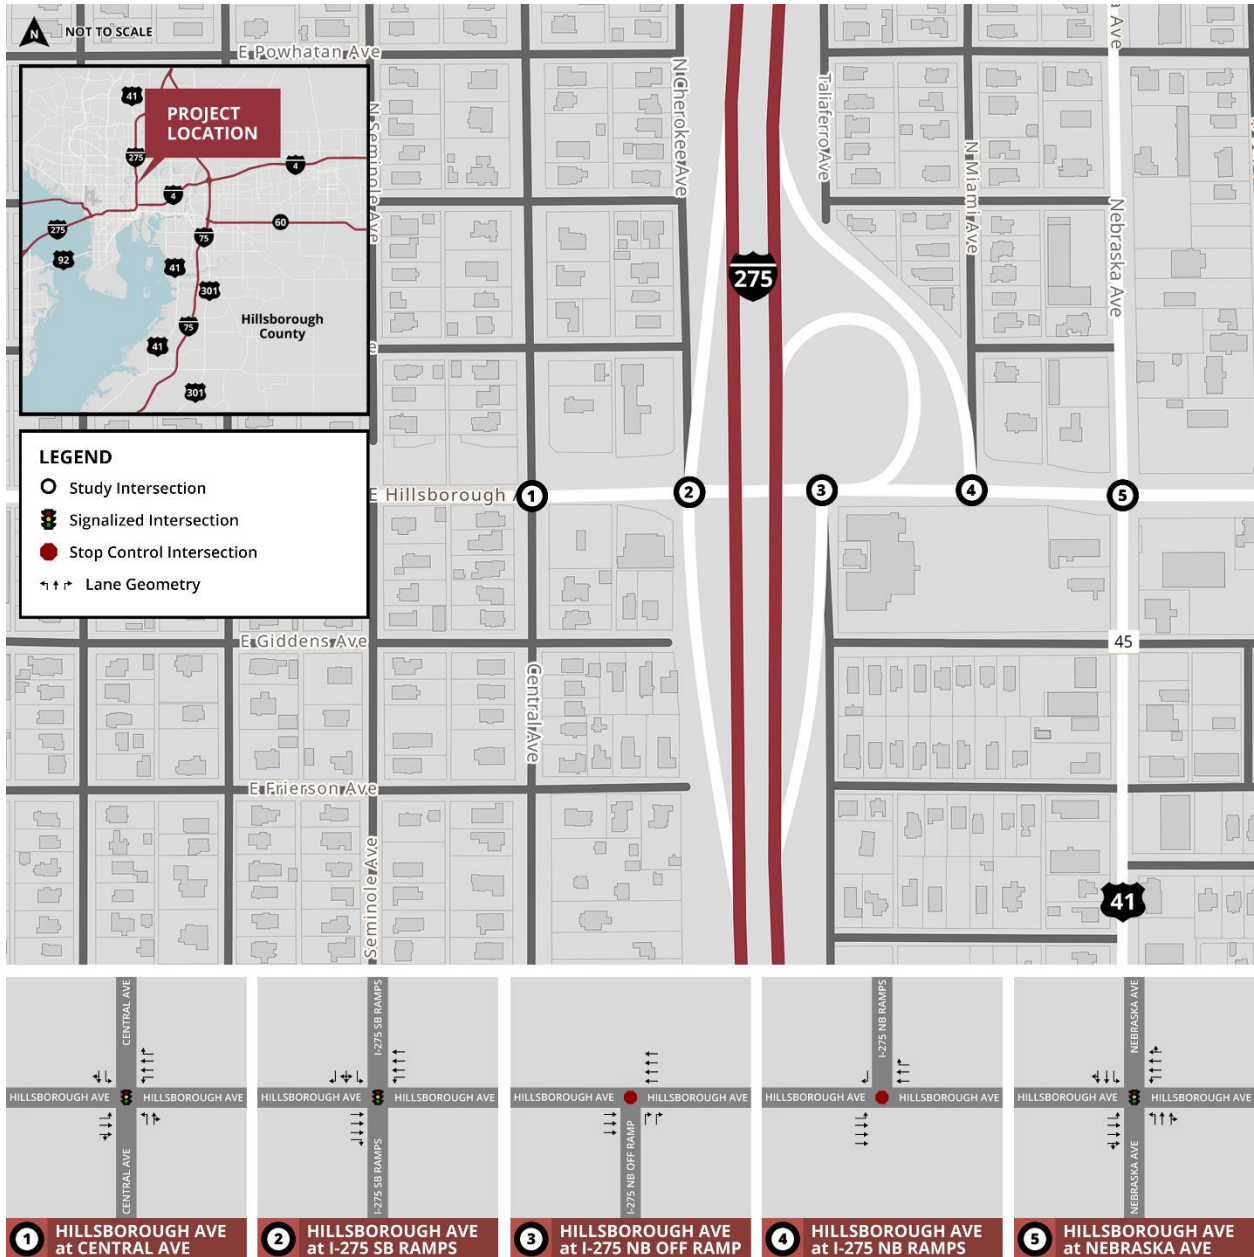 N
NOT TO SCALE
E Powhatan Ave
41
PROJECT
LOCATION
275
4
4
275
60
75
92
41
301
Hillsborough
County
75
41
301
N Seminole Ave
N Cherokee Ave
Taliaferro Ave
N Miami Ave
Nebraska Ave
275
LEGEND
Study Intersection
Signalized Intersection
Stop Control Intersection
Lane Geometry
E Hillsborough A
1
2
3
4
5
E Giddens Ave
45
Central Ave
E Frierson Ave
Seminole Ave
41
CENTRAL AVE
HILLSBOROUGH AVE
HILLSBOROUGH AVE
CENTRAL AVE
1
HILLSBOROUGH AVE
at CENTRAL AVE
I-275 SB RAMPS
HILLSBOROUGH AVE
HILLSBOROUGH AVE
I-275 SB RAMPS
2
HILLSBOROUGH AVE
at I-275 SB RAMPS
HILLSBOROUGH AVE
HILLSBOROUGH AVE
I-275 NB OFF RAMP
3
HILLSBOROUGH AVE
at I-275 NB OFF RAMP
I-275 NB RAMPS
HILLSBOROUGH AVE
HILLSBOROUGH AVE
4
HILLSBOROUGH AVE
at I-275 NB RAMPS
NEBRASKA AVE
HILLSBOROUGH AVE
HILLSBOROUGH AVE
NEBRASKA AVE
5
HILLSBOROUGH AVE
at NEBRASKA AVE